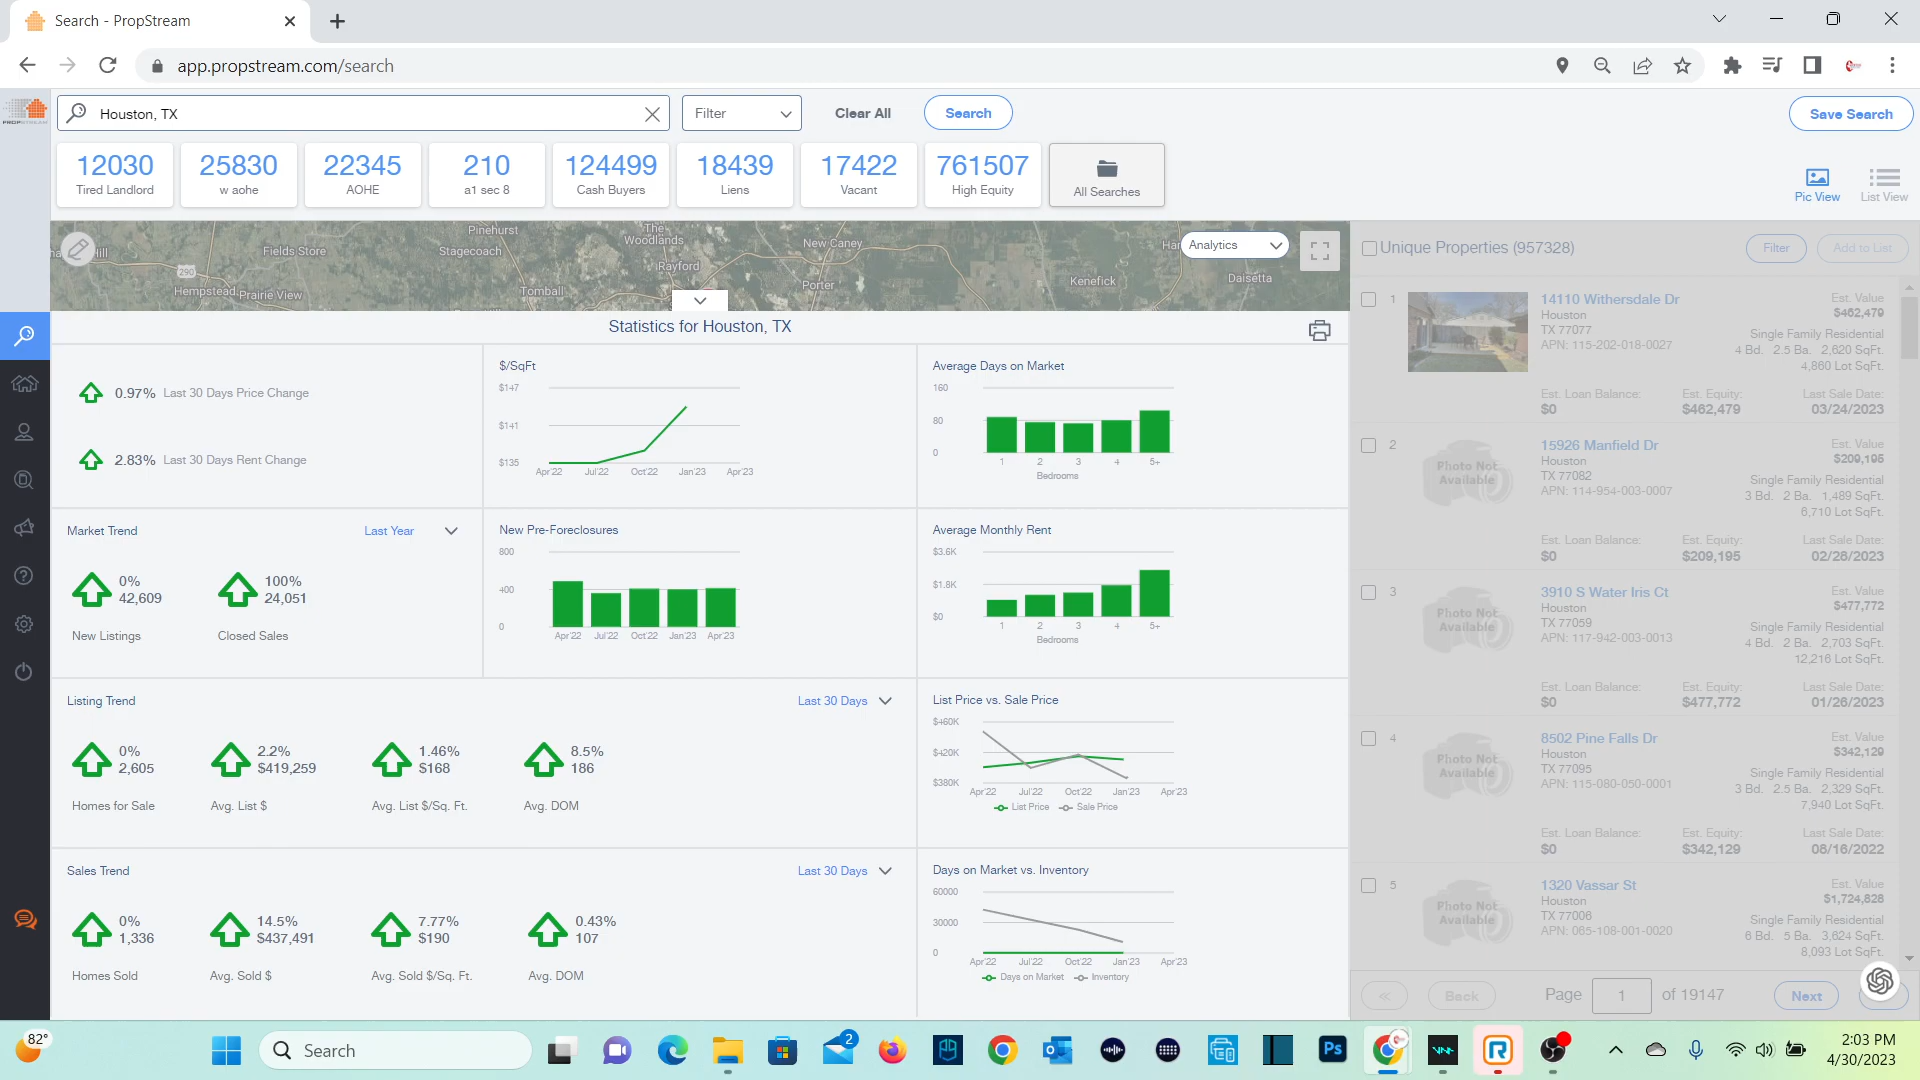 Search - PropStream
app.propstream.com/search
PROPSTREAM
Houston, TX
Filter
Clear All
Search
Save Search
12030
Tired Landlord
25830
w aohe
22345
AOHE
210
a1 sec 8
124499
Cash Buyers
18439
Liens
17422
Vacant
761507
High Equity
All Searches
Pic View
List View
Pinehurst
The
Woodlands
Fields Store
Stagecoach
New Caney
Rayford
290
Hempstead
Prairie View
Tomball
Porter
Kenefick
Daisetta
Analytics
Statistics for Houston, TX
0.97% Last 30 Days Price Change
2.83% Last 30 Days Rent Change
$/SqFt
$147
$141
$135
Apr'22 Jul'22 Oct'22 Jan'23 Apr'23
Average Days on Market
160
80
0
1 2 3 4 5+
Bedrooms
Market Trend
Last Year
0%
42,609
New Listings
100%
24,051
Closed Sales
New Pre-Foreclosures
800
400
0
Apr'22 Jul'22 Oct'22 Jan'23 Apr'23
Average Monthly Rent
$3.6K
$1.8K
$0
1 2 3 4 5+
Bedrooms
Listing Trend
Last 30 Days
0%
2,605
Homes for Sale
2.2%
$419,259
Avg. List $
1.46%
$168
Avg. List $/Sq. Ft.
8.5%
186
Avg. DOM
List Price vs. Sale Price
$460K
$420K
$380K
Apr'22 Jul'22 Oct'22 Jan'23 Apr'23
List Price Sale Price
Sales Trend
Last 30 Days
0%
1,336
Homes Sold
14.5%
$437,491
Avg. Sold $
7.77%
$190
Avg. Sold $/Sq. Ft.
0.43%
107
Avg. DOM
Days on Market vs. Inventory
60000
30000
0
Apr'22 Jul'22 Oct'22 Jan'23 Apr'23
Days on Market Inventory
Unique Properties (957328)
Filter
Add to List
1
14110 Withersdale Dr
Houston
TX 77077
APN: 115-202-018-0027
Est. Value
$462,479
Single Family Residential
4 Bd. 2.5 Ba. 2,620 SqFt.
4,860 Lot SqFt.
Est. Loan Balance: Est. Equity: Last Sale Date:
$0 $462,479 03/24/2023
2
Photo Not
Available
15926 Manfield Dr
Houston
TX 77082
APN: 114-954-003-0007
Est. Value
$209,195
Single Family Residential
3 Bd. 2 Ba. 1,489 SqFt.
6,710 Lot SqFt.
Est. Loan Balance: Est. Equity: Last Sale Date:
$0 $209,195 02/28/2023
3
Photo Not
Available
3910 S Water Iris Ct
Houston
TX 77059
APN: 117-942-003-0013
Est. Value
$477,772
Single Family Residential
4 Bd. 2 Ba. 2,703 SqFt.
12,216 Lot SqFt.
Est. Loan Balance: Est. Equity: Last Sale Date:
$0 $477,772 01/26/2023
4
Photo Not
Available
8502 Pine Falls Dr
Houston
TX 77095
APN: 115-080-050-0001
Est. Value
$342,129
Single Family Residential
3 Bd. 2.5 Ba. 2,329 SqFt.
7,940 Lot SqFt.
Est. Loan Balance: Est. Equity: Last Sale Date:
$0 $342,129 08/16/2022
5
Photo Not
Available
1320 Vassar St
Houston
TX 77006
APN: 065-108-001-0020
Est. Value
$1,724,828
Single Family Residential
6 Bd. 5 Ba. 3,624 SqFt.
8,093 Lot SqFt.
Back
Page 1 of 19147
Next
82°
Search
2
Ps
2:03 PM
4/30/2023